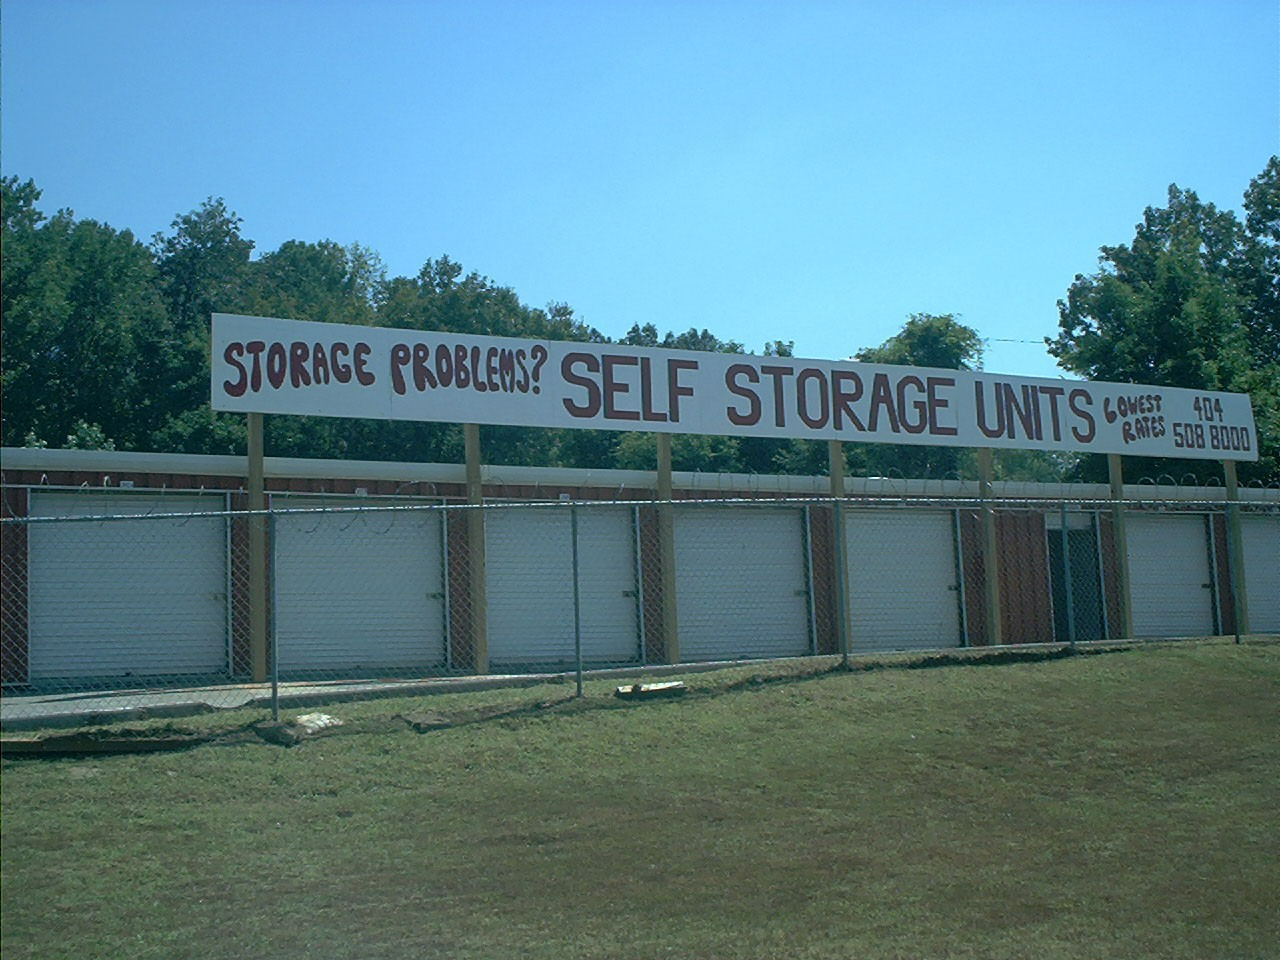 STORAGE PROBLEMS? SELF STORAGE UNITS
LOWEST
RATES
404
508 8000